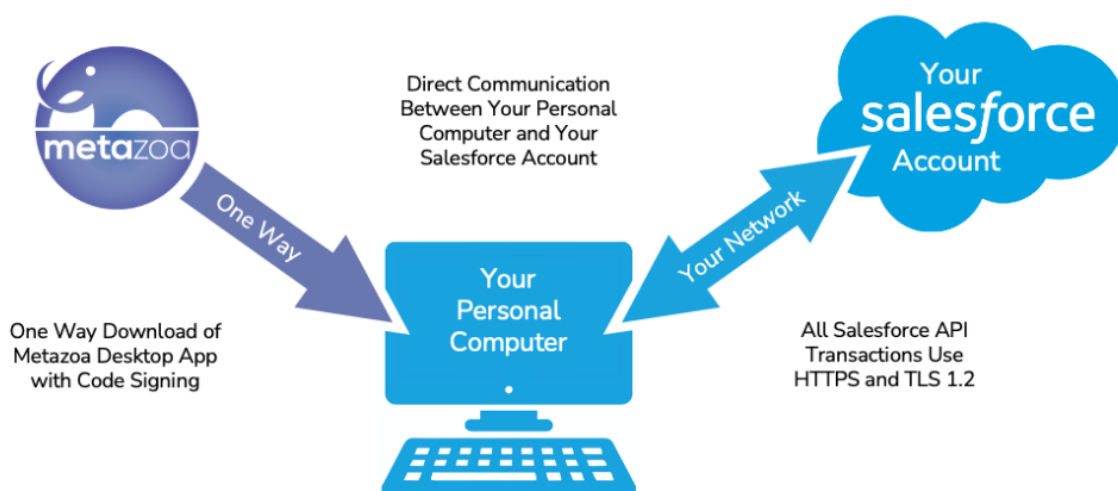 metazoa
One Way
One Way Download of
Metazoa Desktop App
with Code Signing
Direct Communication
Between Your Personal
Computer and Your
Salesforce Account
Your
Personal
Computer
Your Network
Your
salesforce
Account
All Salesforce API
Transactions Use
HTTPS and TLS 1.2